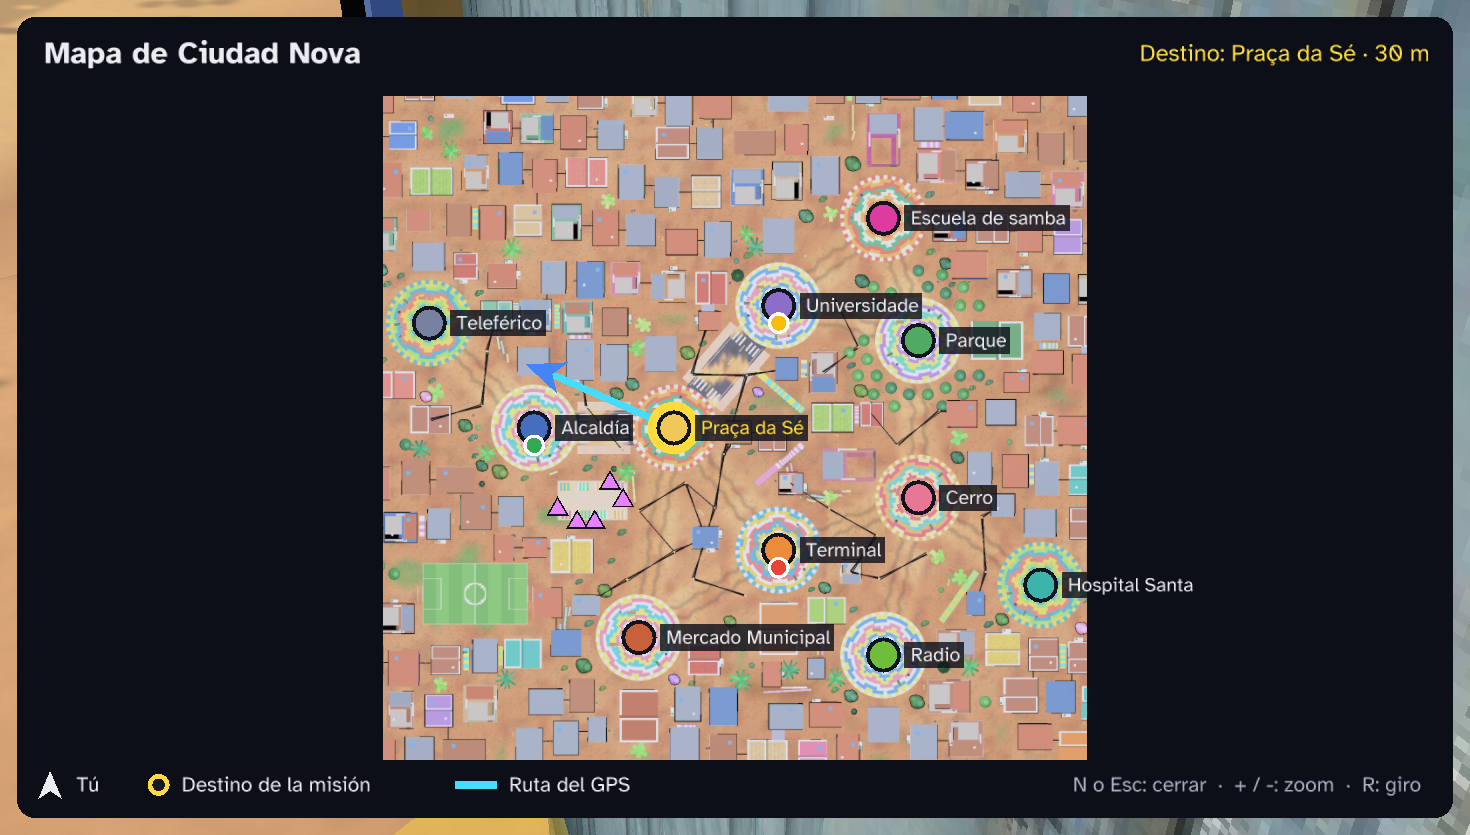 Mapa de Ciudad Nova
Destino: Praça da Sé · 30 m
Escuela de samba
Universidade
Teleférico
Parque
Alcaldía
Praça da Sé
Cerro
Terminal
Hospital Santa
Mercado Municipal
Radio
Tú
Destino de la misión
Ruta del GPS
N o Esc: cerrar · + / -: zoom · R: giro